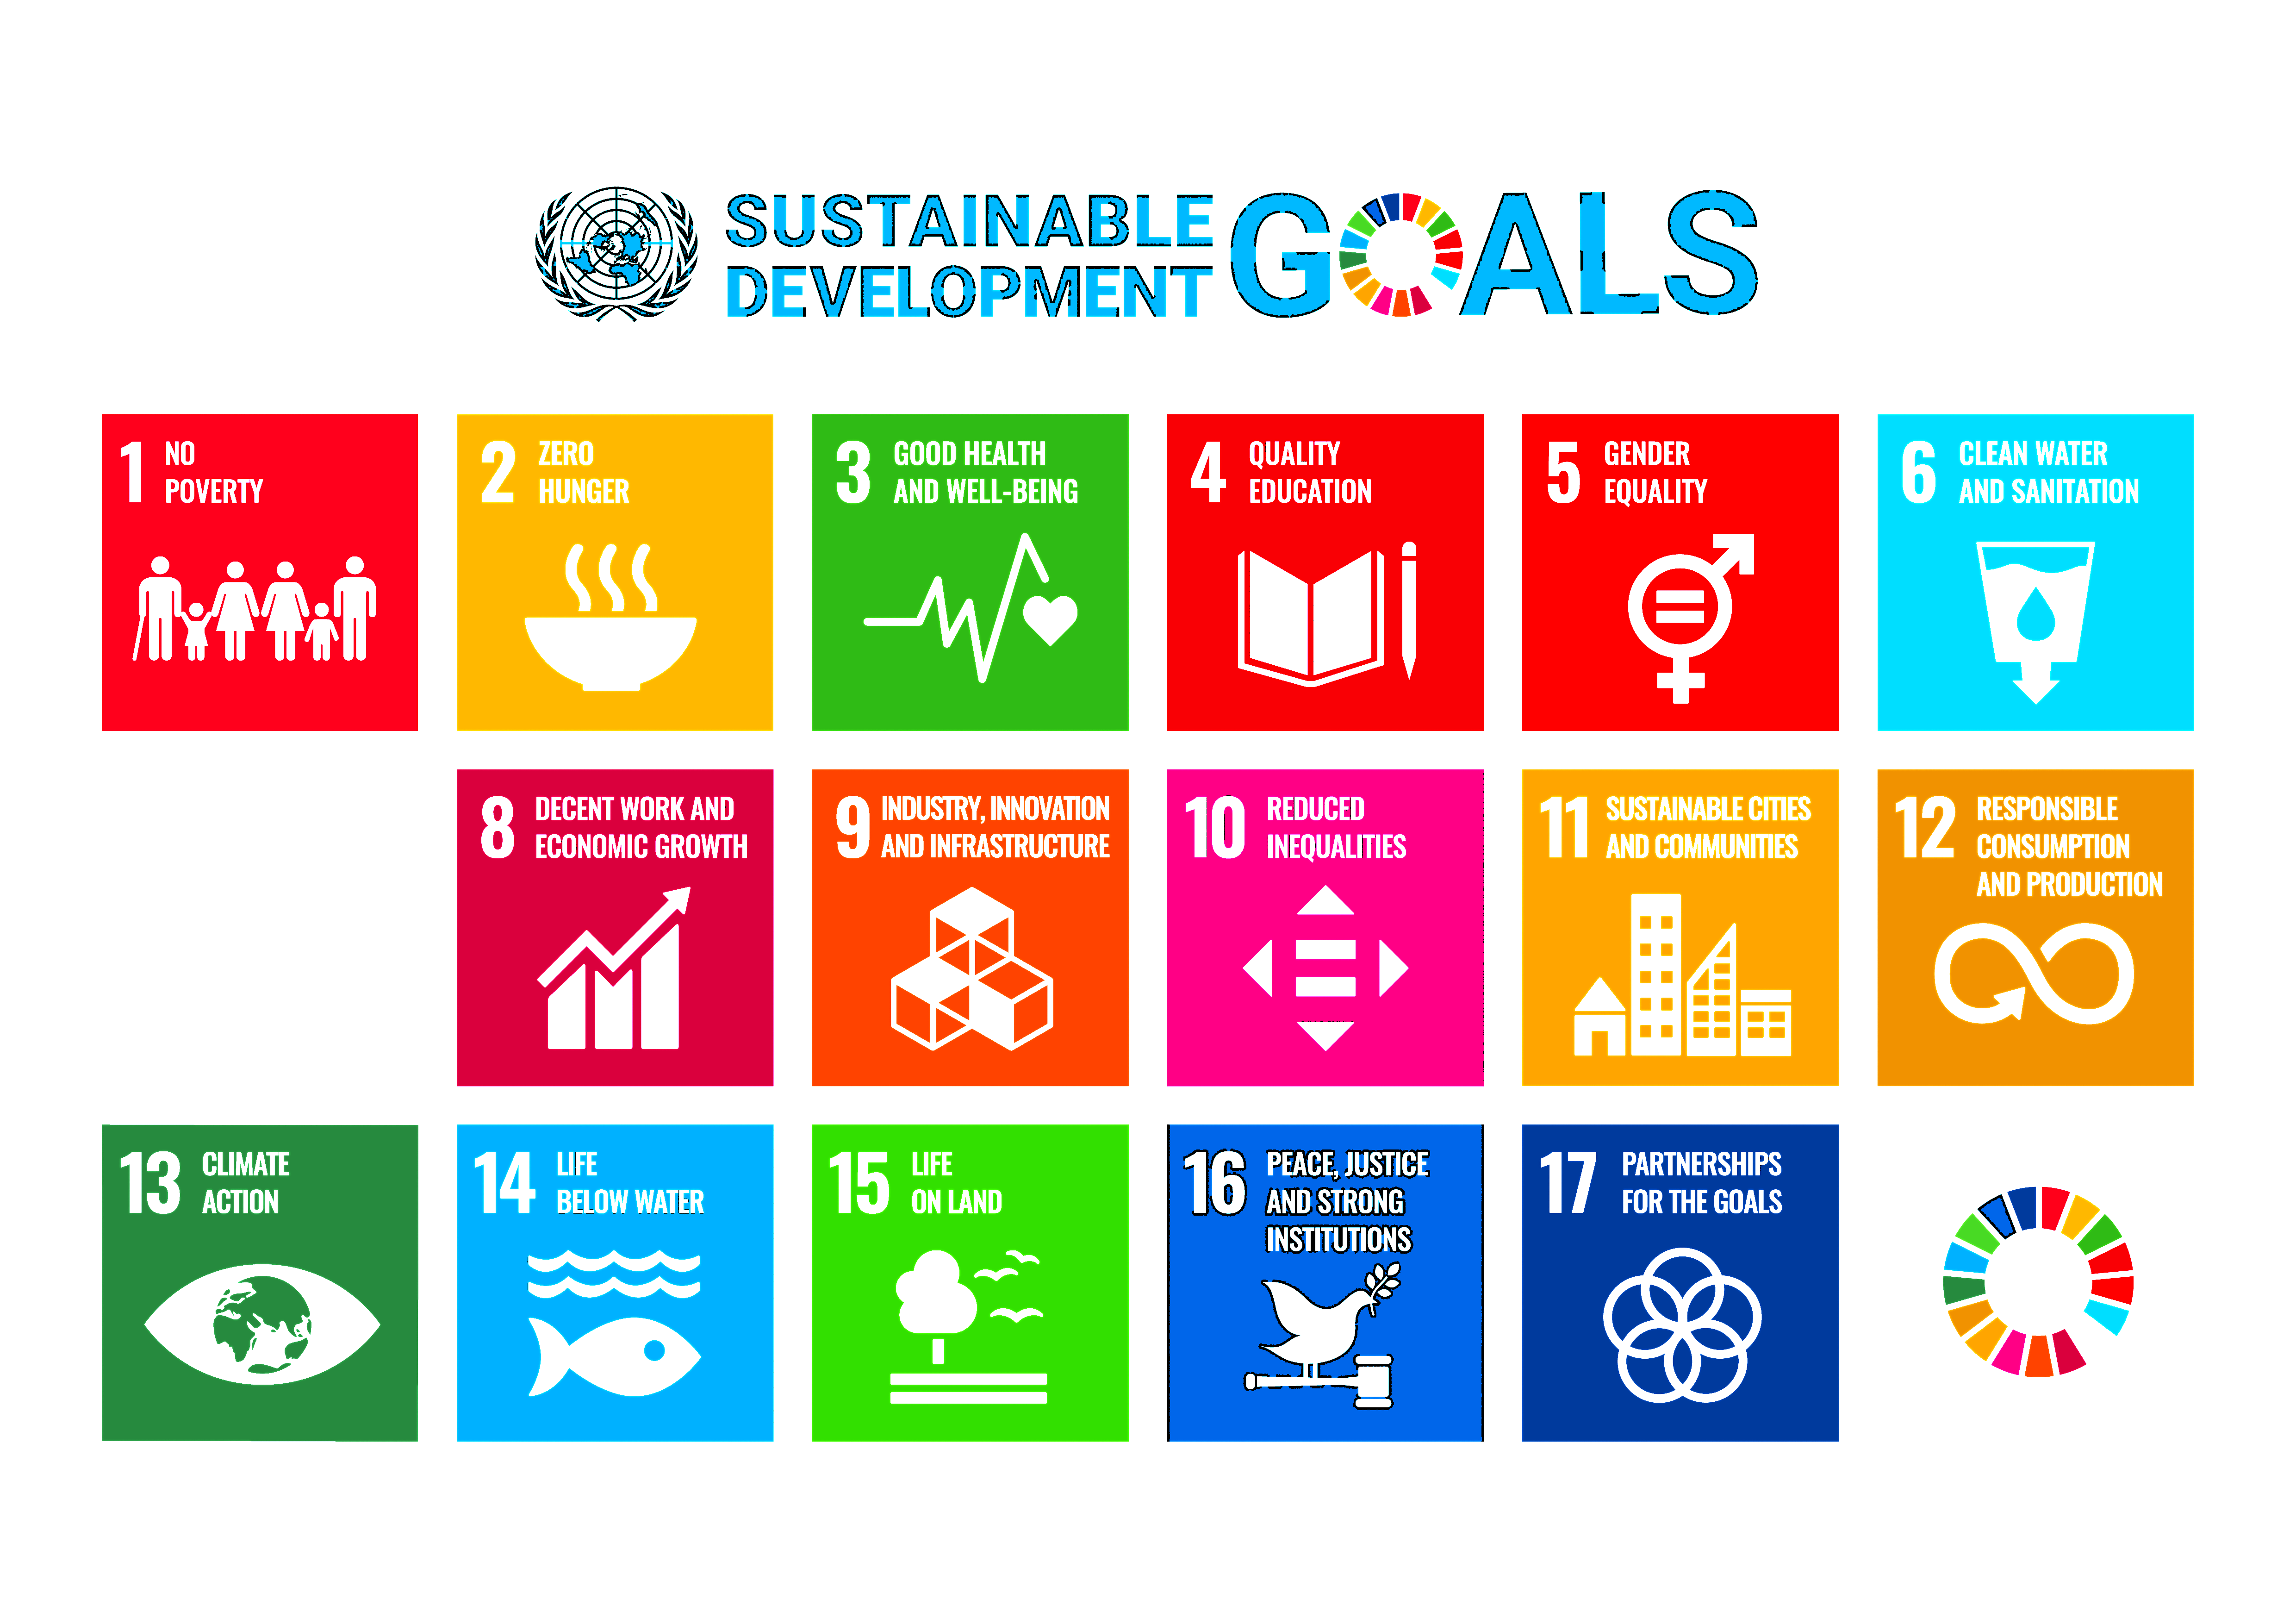 SUSTAINABLE
DEVELOPMENT
GOALS
1 NO
POVERTY
2 ZERO
HUNGER
3 GOOD HEALTH
AND WELL-BEING
4 QUALITY
EDUCATION
5 GENDER
EQUALITY
6 CLEAN WATER
AND SANITATION
8 DECENT WORK AND
ECONOMIC GROWTH
9 INDUSTRY, INNOVATION
AND INFRASTRUCTURE
10 REDUCED
INEQUALITIES
11 SUSTAINABLE CITIES
AND COMMUNITIES
12 RESPONSIBLE
CONSUMPTION
AND PRODUCTION
13 CLIMATE
ACTION
14 LIFE
BELOW WATER
15 LIFE
ON LAND
16 PEACE, JUSTICE
AND STRONG
INSTITUTIONS
17 PARTNERSHIPS
FOR THE GOALS